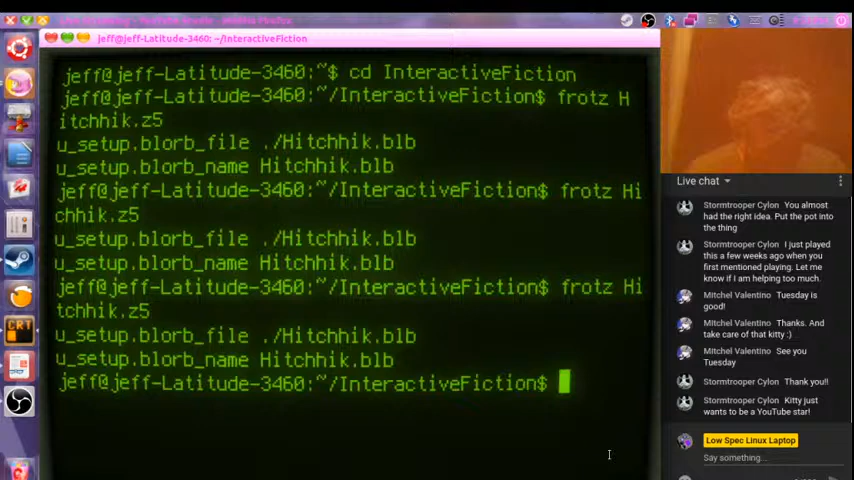 jeff@jeff-Latitude-3460: ~/InteractiveFiction
jeff@jeff-Latitude-3460:~$ cd InteractiveFiction
jeff@jeff-Latitude-3460:~/InteractiveFiction$ frotz H
itchhik.z5
u_setup.blorb_file ./Hitchhik.blb
u_setup.blorb_name Hitchhik.blb
jeff@jeff-Latitude-3460:~/InteractiveFiction$ frotz Hi
tchhik.z5
u_setup.blorb_file ./Hitchhik.blb
u_setup.blorb_name Hitchhik.blb
jeff@jeff-Latitude-3460:~/InteractiveFiction$ frotz Hi
tchhik.z5
u_setup.blorb_file ./Hitchhik.blb
u_setup.blorb_name Hitchhik.blb
jeff@jeff-Latitude-3460:~/InteractiveFiction$
CRT
Live chat
Stormtrooper Cylon You almost
had the right idea. Put the pot into
the thing
Stormtrooper Cylon I just played
this a few weeks ago when you
first mentioned playing. Let me
know if I am helping too much.
Mitchel Valentino Tuesday is
good!
Mitchel Valentino Thanks. And
take care of that kitty :)
Mitchel Valentino See you
Tuesday
Stormtrooper Cylon Thank you!!
Stormtrooper Cylon Kitty just
wants to be a YouTube star!
Low Spec Linux Laptop
Say something...